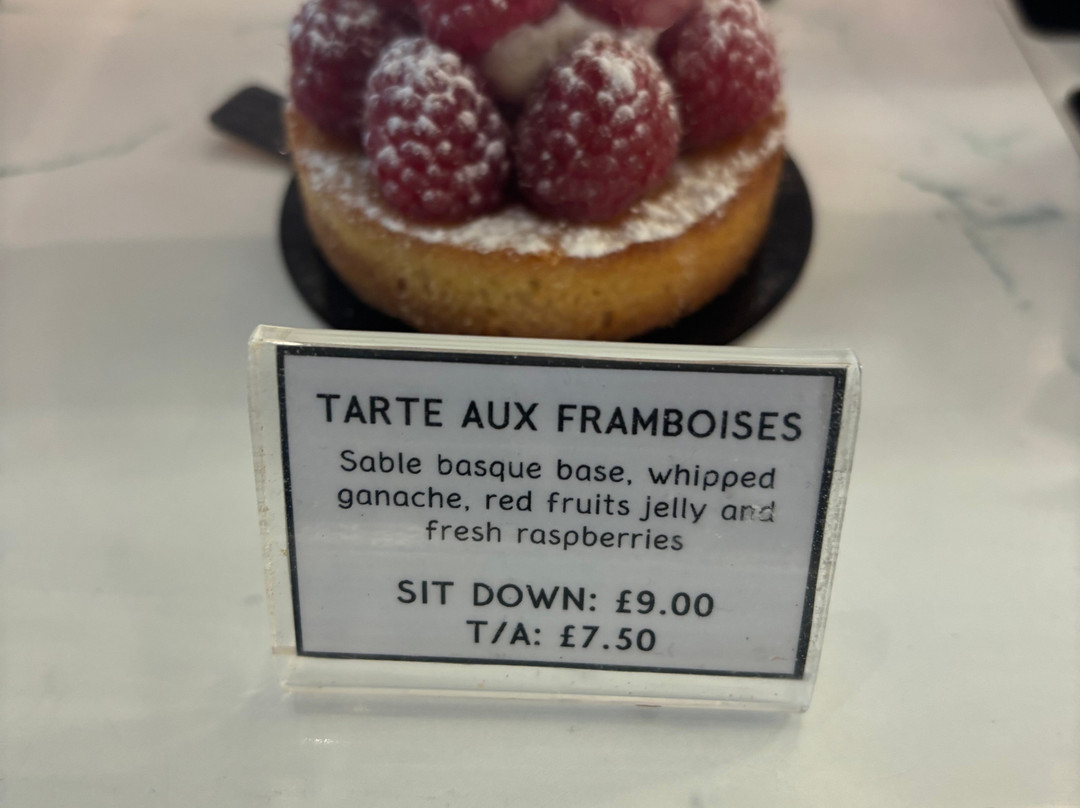 TARTE AUX FRAMBOISES
Sable basque base, whipped
ganache, red fruits jelly and
fresh raspberries
SIT DOWN: £9.00
T/A: £7.50